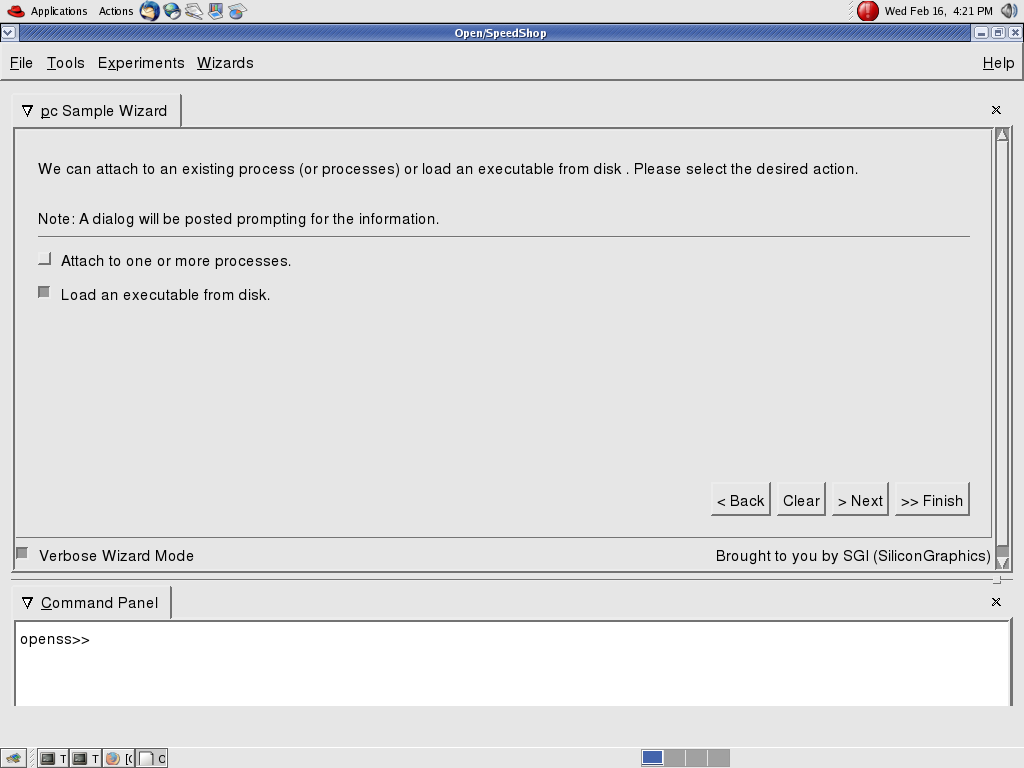 Applications Actions Wed Feb 16, 4:21 PM
Open/SpeedShop
File Tools Experiments Wizards Help
pc Sample Wizard
We can attach to an existing process (or processes) or load an executable from disk . Please select the desired action.
Note: A dialog will be posted prompting for the information.
Attach to one or more processes.
Load an executable from disk.
< Back Clear > Next >> Finish
Verbose Wizard Mode Brought to you by SGI (SiliconGraphics)
Command Panel
openss>>
T T